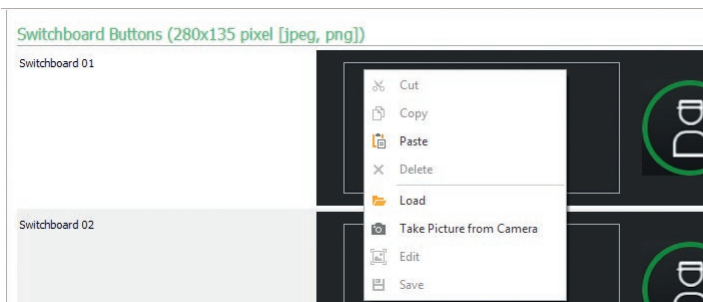 Switchboard Buttons (280x135 pixel [jpeg, png])
Switchboard 01
Cut
Copy
Paste
Delete
Load
Take Picture from Camera
Switchboard 02
Edit
Save